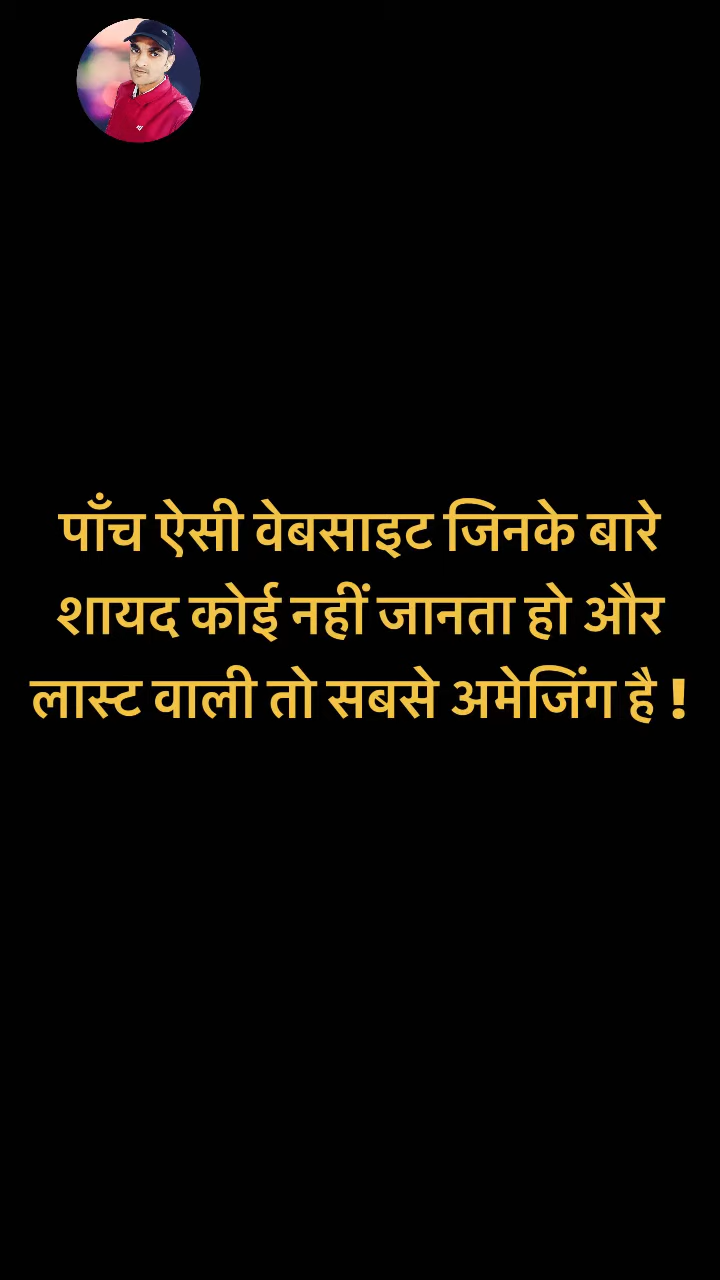 पाँच ऐसी वेबसाइट जिनके बारे
शायद कोई नहीं जानता हो और
लास्ट वाली तो सबसे अमेजिंग है !